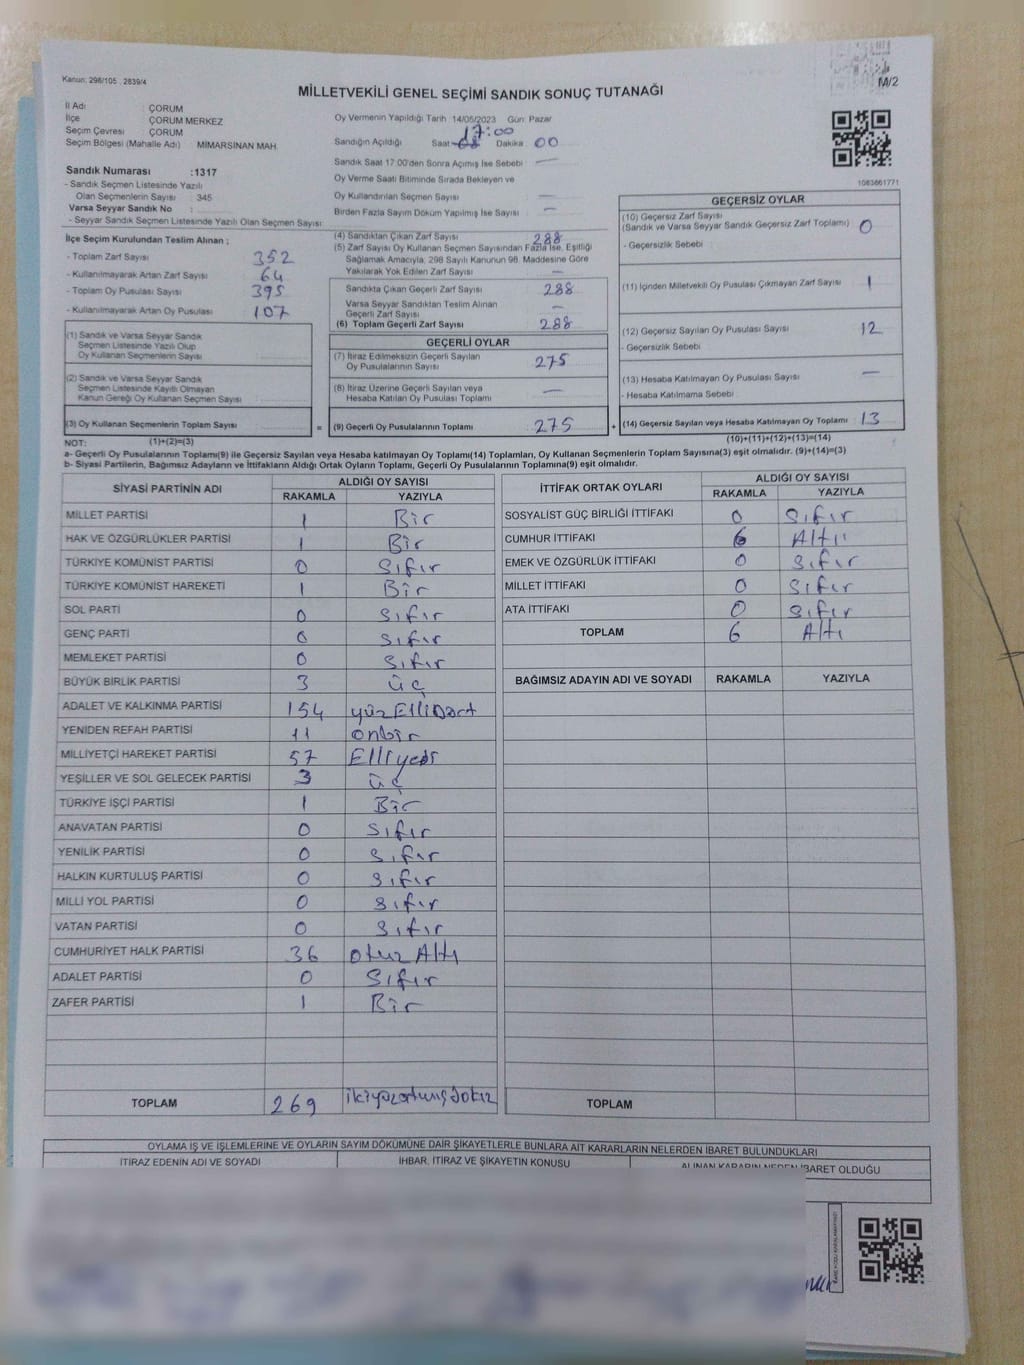 Kanun: 298/105 , 2839/4
M/2
MİLLETVEKİLİ GENEL SEÇİMİ SANDIK SONUÇ TUTANAĞI
İl Adı : ÇORUM
İlçe : ÇORUM MERKEZ
Seçim Çevresi : ÇORUM
Seçim Bölgesi (Mahalle Adı) : MİMARSİNAN MAH.
Sandık Numarası :1317
- Sandık Seçmen Listesinde Yazılı
Olan Seçmenlerin Sayısı : 345
Varsa Seyyar Sandık No :
- Seyyar Sandık Seçmen Listesinde Yazılı Olan Seçmen Sayısı:
Oy Vermenin Yapıldığı Tarih 14/05/2023 Gün: Pazar
17:00
Sandığın Açıldığı Saat 08 Dakika 00
Sandık Saat 17:00'den Sonra Açılmış İse Sebebi —
Oy Verme Saati Bitiminde Sırada Bekleyen ve
Oy Kullandırılan Seçmen Sayısı —
Birden Fazla Sayım Döküm Yapılmış İse Sayısı —
1083661771
İlçe Seçim Kurulundan Teslim Alınan ;
- Toplam Zarf Sayısı 352
- Kullanılmayarak Artan Zarf Sayısı 64
- Toplam Oy Pusulası Sayısı 395
- Kullanılmayarak Artan Oy Pusulası 107
(4) Sandıktan Çıkan Zarf Sayısı 288
(5) Zarf Sayısı Oy Kullanan Seçmen Sayısından Fazla İse, Eşitliği
Sağlamak Amacıyla, 298 Sayılı Kanunun 98. Maddesine Göre
Yakılarak Yok Edilen Zarf Sayısı —
Sandıkta Çıkan Geçerli Zarf Sayısı 288
Varsa Seyyar Sandıktan Teslim Alınan
Geçerli Zarf Sayısı —
(6) Toplam Geçerli Zarf Sayısı 288
GEÇERSİZ OYLAR
(10) Geçersiz Zarf Sayısı
(Sandık ve Varsa Seyyar Sandık Geçersiz Zarf Toplamı) 0
- Geçersizlik Sebebi
(11) İçinden Milletvekili Oy Pusulası Çıkmayan Zarf Sayısı 1
(12) Geçersiz Sayılan Oy Pusulası Sayısı 12
- Geçersizlik Sebebi
(13) Hesaba Katılmayan Oy Pusulası Sayısı —
- Hesaba Katılmama Sebebi
(14) Geçersiz Sayılan veya Hesaba Katılmayan Oy Toplamı : 13
(10)+(11)+(12)+(13)=(14)
(1) Sandık ve Varsa Seyyar Sandık
Seçmen Listesinde Yazılı Olup
Oy Kullanan Seçmenlerin Sayısı
(2) Sandık ve Varsa Seyyar Sandık
Seçmen Listesinde Kayıtlı Olmayan
Kanun Gereği Oy Kullanan Seçmen Sayısı
(3) Oy Kullanan Seçmenlerin Toplam Sayısı =
GEÇERLİ OYLAR
(7) İtiraz Edilmeksizin Geçerli Sayılan
Oy Pusulalarının Sayısı 275
(8) İtiraz Üzerine Geçerli Sayılan veya
Hesaba Katılan Oy Pusulası Toplamı —
(9) Geçerli Oy Pusulalarının Toplamı 275 +
NOT: (1)+(2)=(3)
a- Geçerli Oy Pusulalarının Toplamı(9) ile Geçersiz Sayılan veya Hesaba katılmayan Oy Toplamı(14) Toplamları, Oy Kullanan Seçmenlerin Toplam Sayısına(3) eşit olmalıdır. (9)+(14)=(3)
b- Siyasi Partilerin, Bağımsız Adayların ve İttifakların Aldığı Ortak Oyların Toplamı, Geçerli Oy Pusulalarının Toplamına(9) eşit olmalıdır.
SİYASİ PARTİNİN ADI ALDIĞI OY SAYISI
RAKAMLA YAZIYLA
MİLLET PARTİSİ 1 Bir
HAK VE ÖZGÜRLÜKLER PARTİSİ 1 Bir
TÜRKİYE KOMÜNİST PARTİSİ 0 Sıfır
TÜRKİYE KOMÜNİST HAREKETİ 1 Bir
SOL PARTİ 0 Sıfır
GENÇ PARTİ 0 Sıfır
MEMLEKET PARTİSİ 0 Sıfır
BÜYÜK BİRLİK PARTİSİ 3 üç
ADALET VE KALKINMA PARTİSİ 154 yüzElliDört
YENİDEN REFAH PARTİSİ 11 onbir
MİLLİYETÇİ HAREKET PARTİSİ 57 Elliyedi
YEŞİLLER VE SOL GELECEK PARTİSİ 3 üç
TÜRKİYE İŞÇİ PARTİSİ 1 Bir
ANAVATAN PARTİSİ 0 Sıfır
YENİLİK PARTİSİ 0 Sıfır
HALKIN KURTULUŞ PARTİSİ 0 Sıfır
MİLLİ YOL PARTİSİ 0 Sıfır
VATAN PARTİSİ 0 Sıfır
CUMHURİYET HALK PARTİSİ 36 otuz Altı
ADALET PARTİSİ 0 Sıfır
ZAFER PARTİSİ 1 Bir
TOPLAM 269 ikiyüzaltmışdokuz
İTTİFAK ORTAK OYLARI ALDIĞI OY SAYISI
RAKAMLA YAZIYLA
SOSYALİST GÜÇ BİRLİĞİ İTTİFAKI 0 Sıfır
CUMHUR İTTİFAKI 6 Altı
EMEK VE ÖZGÜRLÜK İTTİFAKI 0 Sıfır
MİLLET İTTİFAKI 0 Sıfır
ATA İTTİFAKI 0 Sıfır
TOPLAM 6 Altı
BAĞIMSIZ ADAYIN ADI VE SOYADI RAKAMLA YAZIYLA
TOPLAM
OYLAMA İŞ VE İŞLEMLERİNE VE OYLARIN SAYIM DÖKÜMÜNE DAİR ŞİKAYETLERLE BUNLARA AİT KARARLARIN NELERDEN İBARET BULUNDUKLARI
İTİRAZ EDENİN ADI VE SOYADI İHBAR, İTİRAZ VE ŞİKAYETİN KONUSU ALINAN KARARIN NEDEN İBARET OLDUĞU